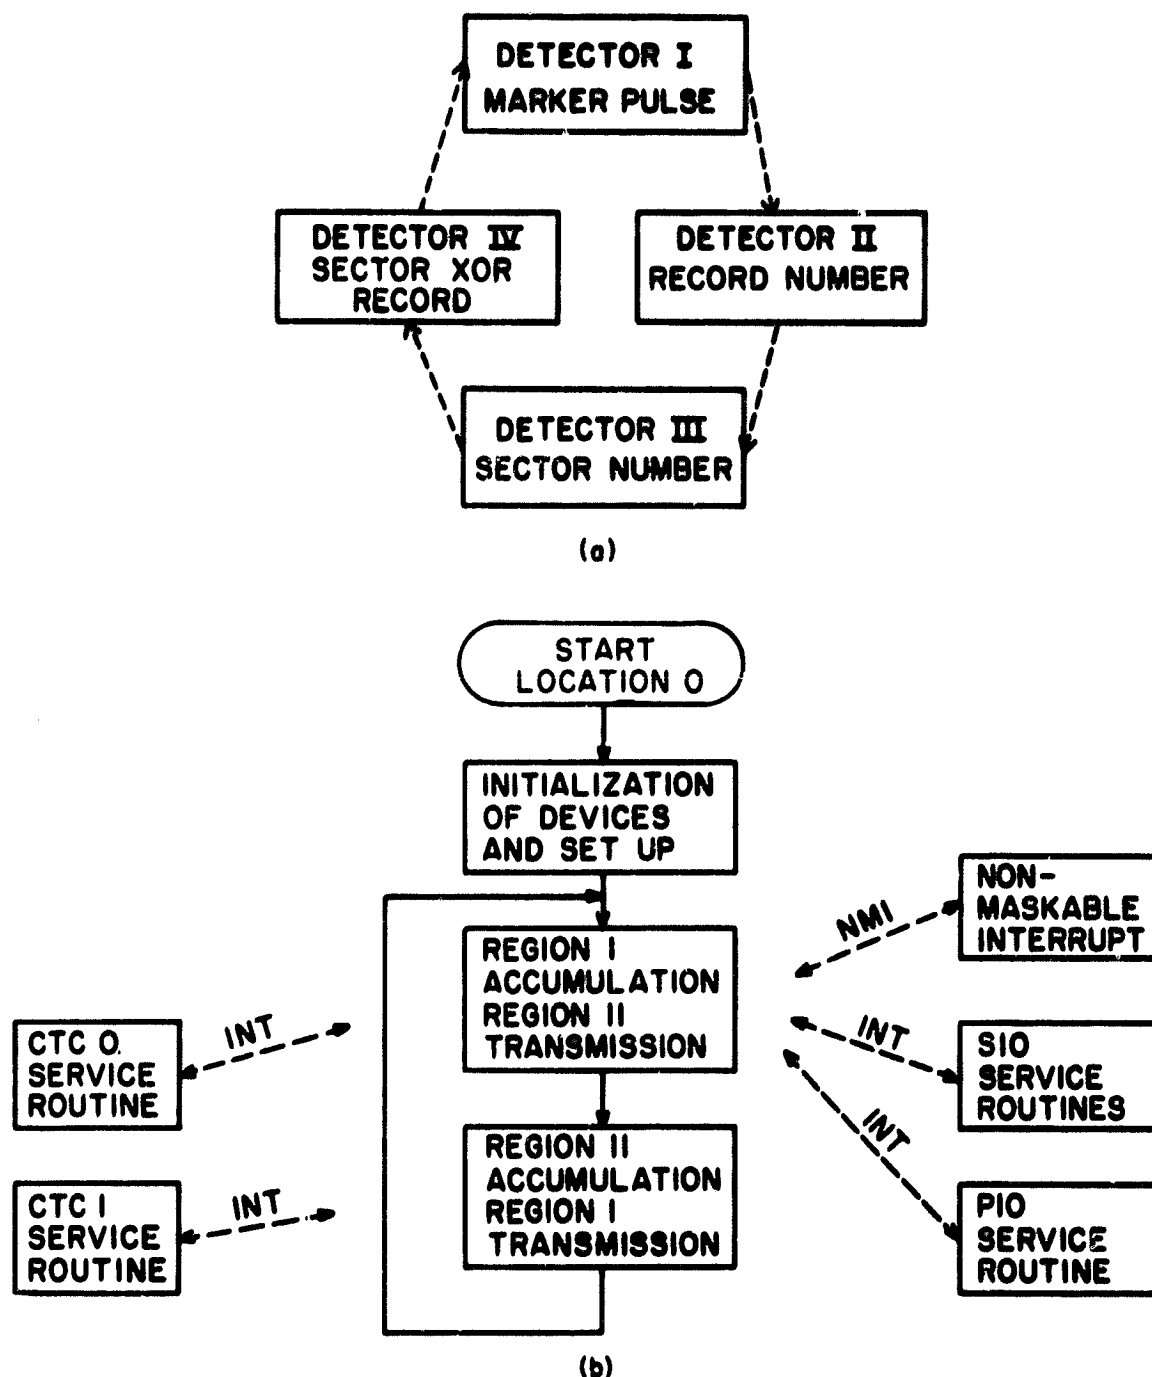 DETECTOR I
MARKER PULSE
DETECTOR IV
SECTOR XOR
RECORD
DETECTOR II
RECORD NUMBER
DETECTOR III
SECTOR NUMBER
(a)
START
LOCATION 0
INITIALIZATION
OF DEVICES
AND SET UP
NON-
MASKABLE
INTERRUPT
NMI
REGION I
ACCUMULATION
REGION II
TRANSMISSION
CTC 0.
SERVICE
ROUTINE
INT
INT
SIO
SERVICE
ROUTINES
REGION II
ACCUMULATION
REGION I
TRANSMISSION
CTC I
SERVICE
ROUTINE
INT
INT
PIO
SERVICE
ROUTINE
(b)